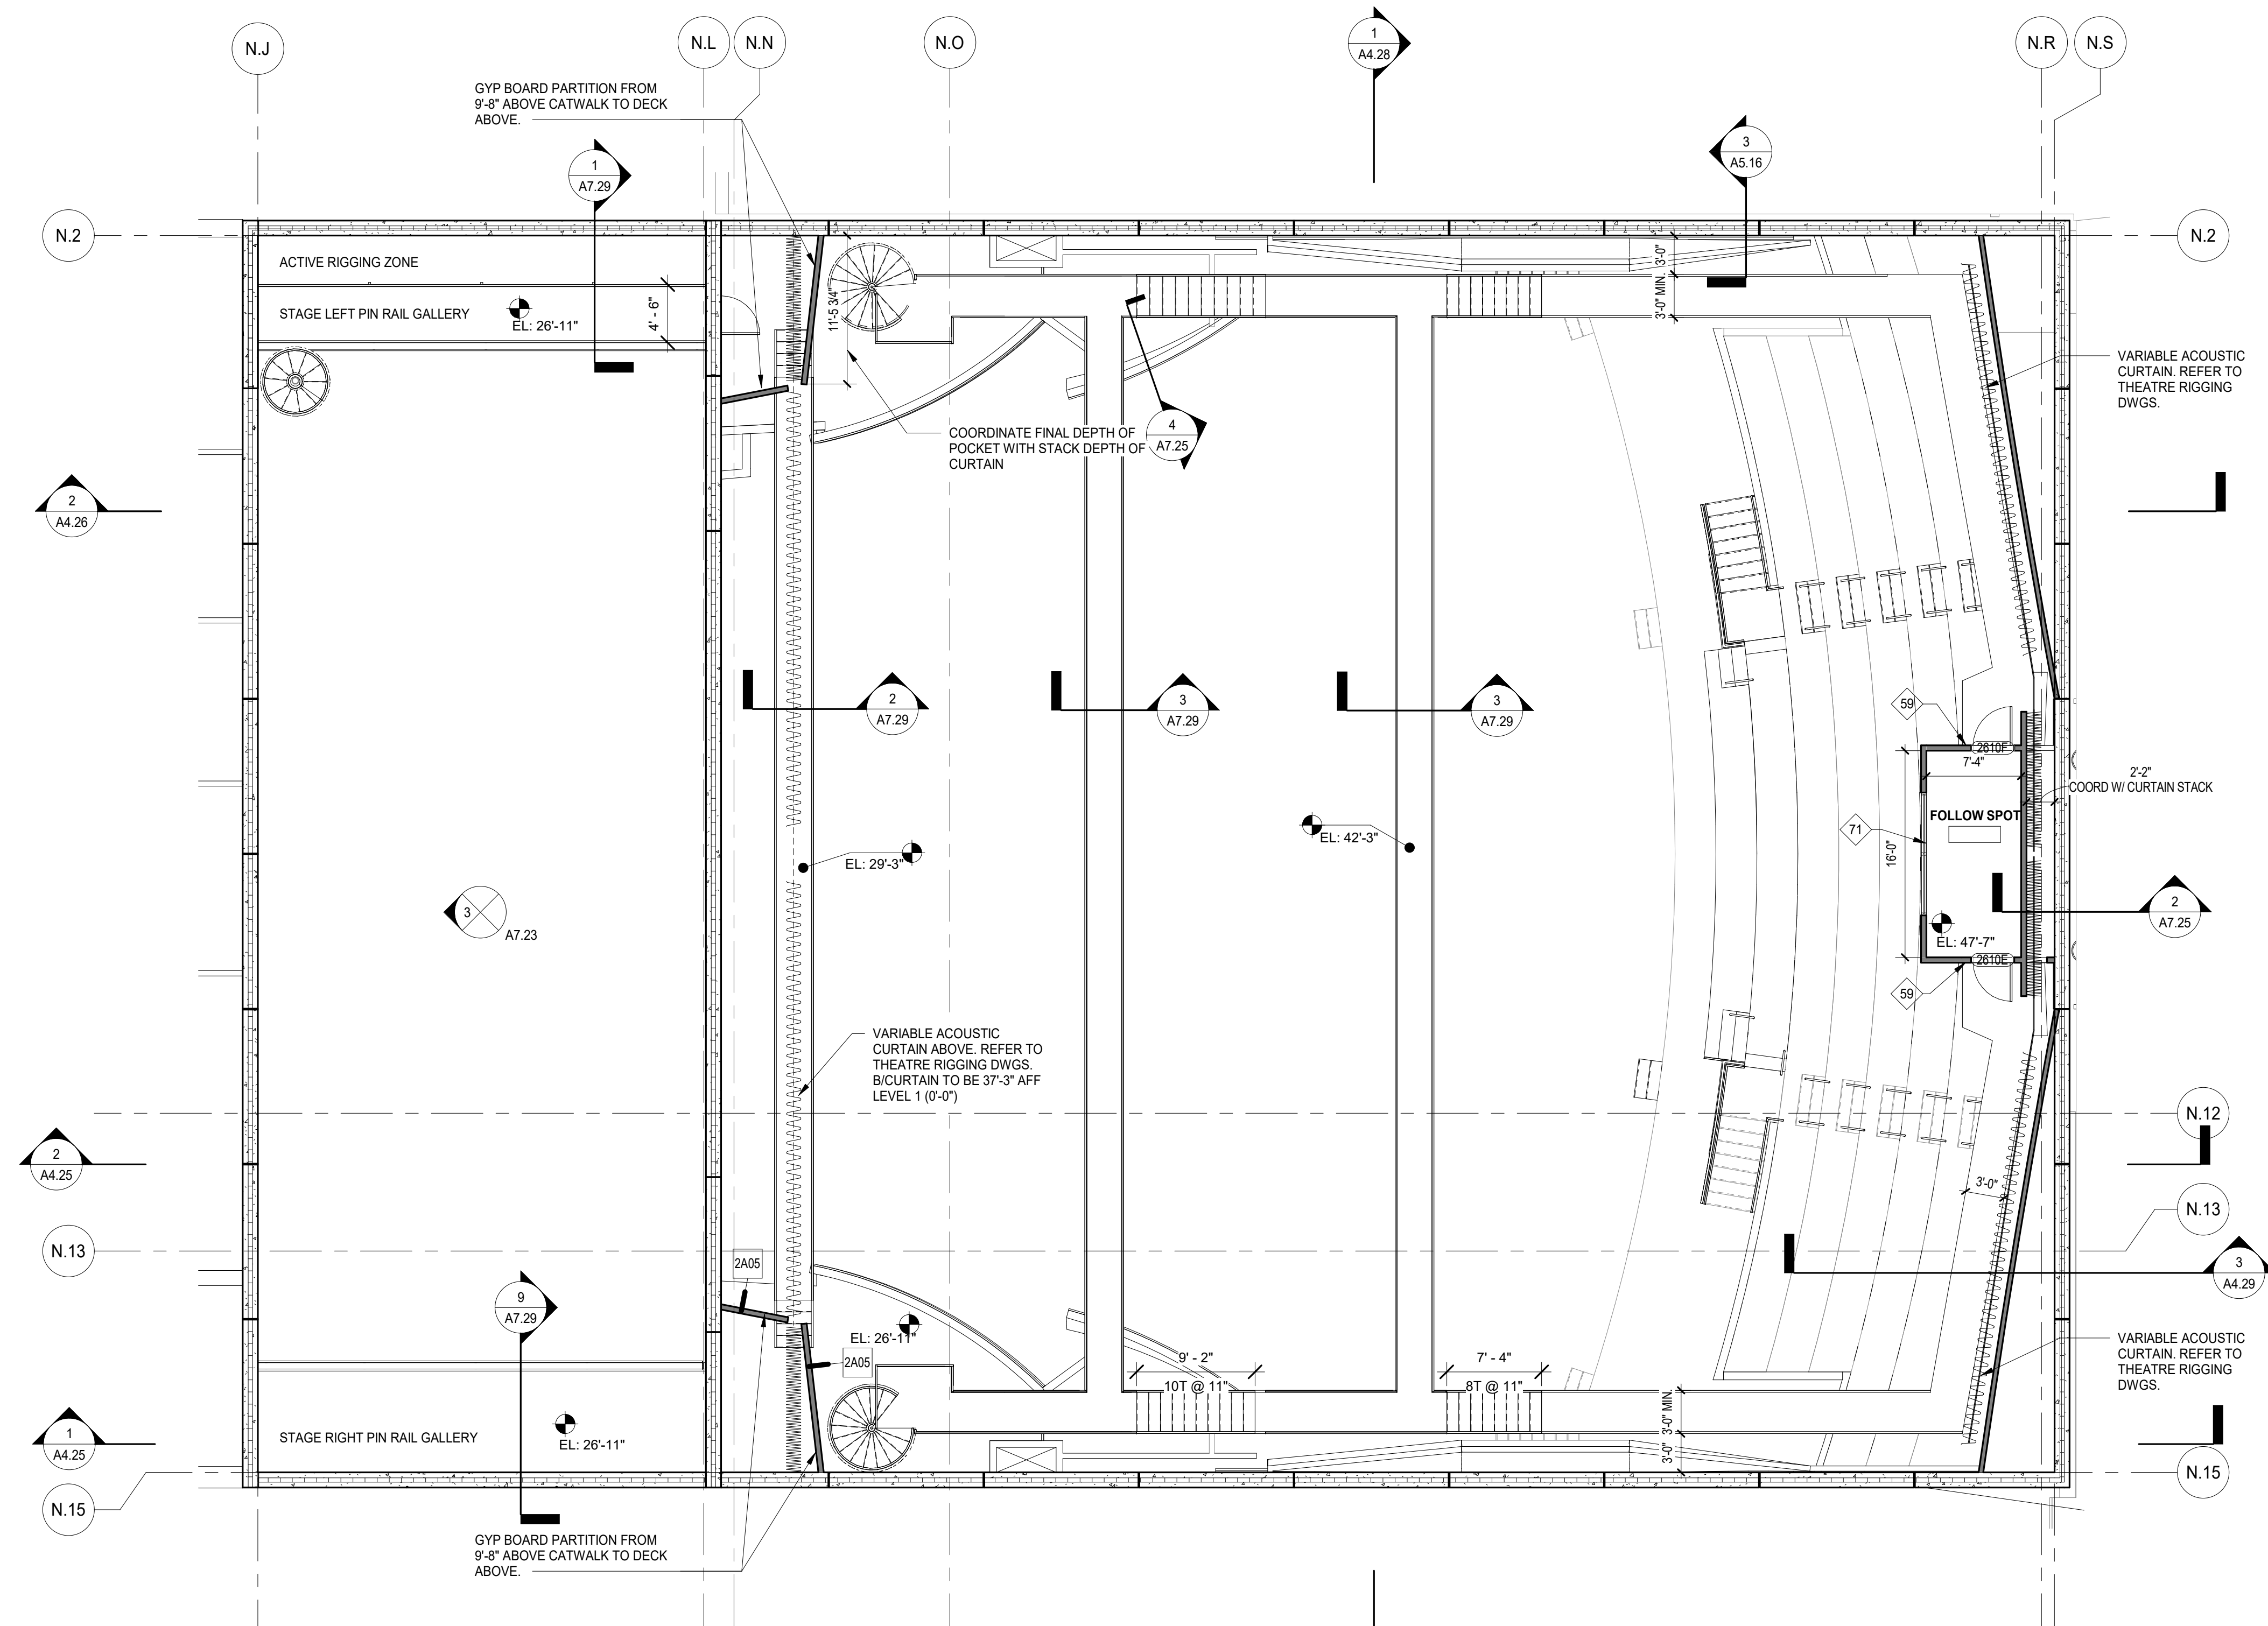 N.J
N.L
N.N
N.O
1
A4.28
N.R
N.S
GYP BOARD PARTITION FROM
9'-8" ABOVE CATWALK TO DECK
ABOVE.
1
A7.29
3
A5.16
N.2
N.2
ACTIVE RIGGING ZONE
STAGE LEFT PIN RAIL GALLERY
EL: 26'-11"
4' - 6"
11'-5 3/4"
3'-0"
3'-0" MIN.
VARIABLE ACOUSTIC
CURTAIN. REFER TO
THEATRE RIGGING
DWGS.
COORDINATE FINAL DEPTH OF
POCKET WITH STACK DEPTH OF
CURTAIN
4
A7.25
2
A4.26
2
A7.29
3
A7.29
3
A7.29
59
2610F
7'-4"
2'-2"
COORD W/ CURTAIN STACK
FOLLOW SPOT
71
16'-0"
EL: 29'-3"
EL: 42'-3"
3
A7.23
2
A7.25
EL: 47'-7"
2610E
59
VARIABLE ACOUSTIC
CURTAIN ABOVE. REFER TO
THEATRE RIGGING DWGS.
B/CURTAIN TO BE 37'-3" AFF
LEVEL 1 (0'-0")
N.12
2
A4.25
3'-0"
N.13
N.13
2A05
3
A4.29
9
A7.29
EL: 26'-11"
2A05
9' - 2"
10T @ 11"
7' - 4"
8T @ 11"
VARIABLE ACOUSTIC
CURTAIN. REFER TO
THEATRE RIGGING
DWGS.
3'-0" MIN.
3'-0"
1
A4.25
STAGE RIGHT PIN RAIL GALLERY
EL: 26'-11"
N.15
N.15
GYP BOARD PARTITION FROM
9'-8" ABOVE CATWALK TO DECK
ABOVE.